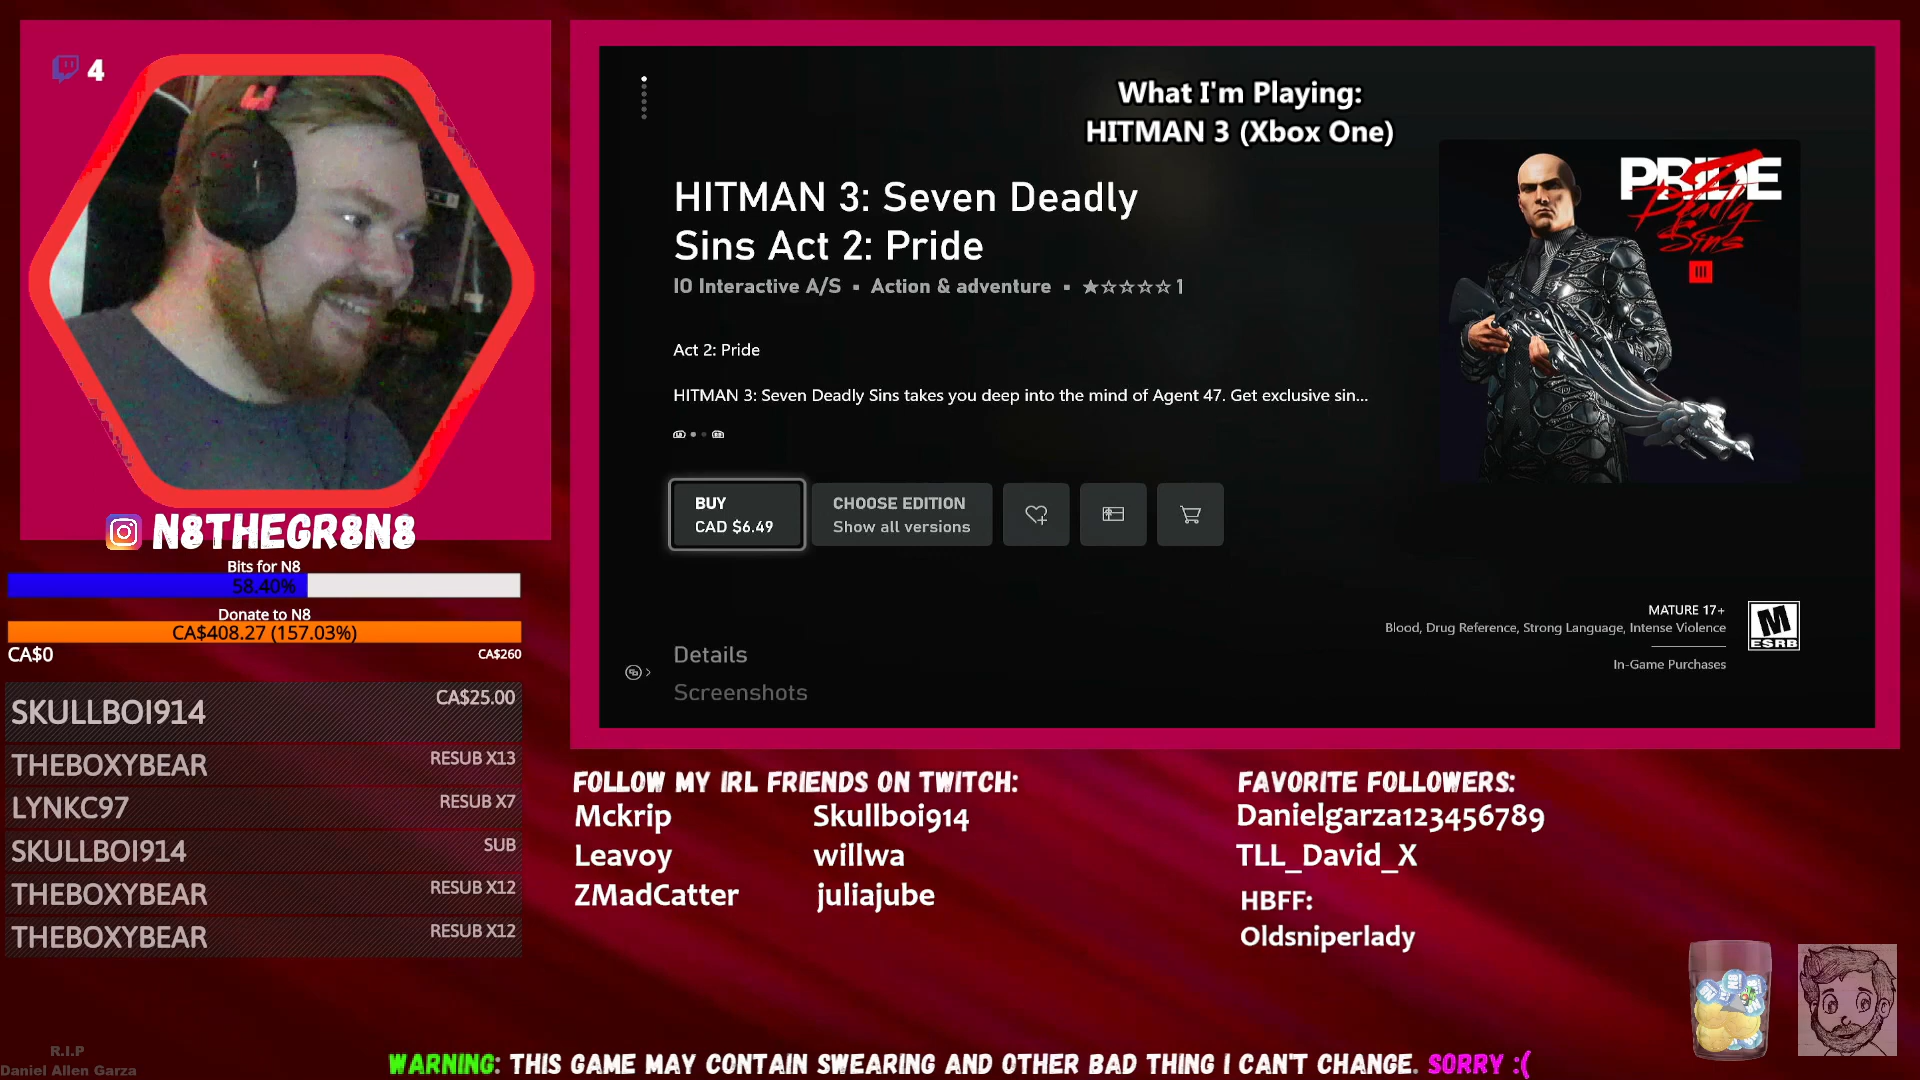 4
N8THEGR8N8
Bits for N8
58.40%
Donate to N8
CA$408.27 (157.03%)
CA$0
CA$260
SKULLBOI914
CA$25.00
THEBOXYBEAR
RESUB X13
LYNKC97
RESUB X7
SKULLBOI914
SUB
THEBOXYBEAR
RESUB X12
THEBOXYBEAR
RESUB X12
R.I.P
Daniel Allen Garza
What I'm Playing:
HITMAN 3 (Xbox One)
HITMAN 3: Seven Deadly
Sins Act 2: Pride
IO Interactive A/S ▪ Action & adventure ▪ ★☆☆☆☆ 1
Act 2: Pride
HITMAN 3: Seven Deadly Sins takes you deep into the mind of Agent 47. Get exclusive sin...
BUY
CAD $6.49
CHOOSE EDITION
Show all versions
PRIDE
7
Deadly
Sins
III
MATURE 17+
Blood, Drug Reference, Strong Language, Intense Violence
In-Game Purchases
M
ESRB
Details
Screenshots
FOLLOW MY IRL FRIENDS ON TWITCH:
Mckrip
Skullboi914
Leavoy
willwa
ZMadCatter
juliajube
FAVORITE FOLLOWERS:
Danielgarza123456789
TLL_David_X
HBFF:
Oldsniperlady
WARNING: THIS GAME MAY CONTAIN SWEARING AND OTHER BAD THING I CAN'T CHANGE. SORRY :(